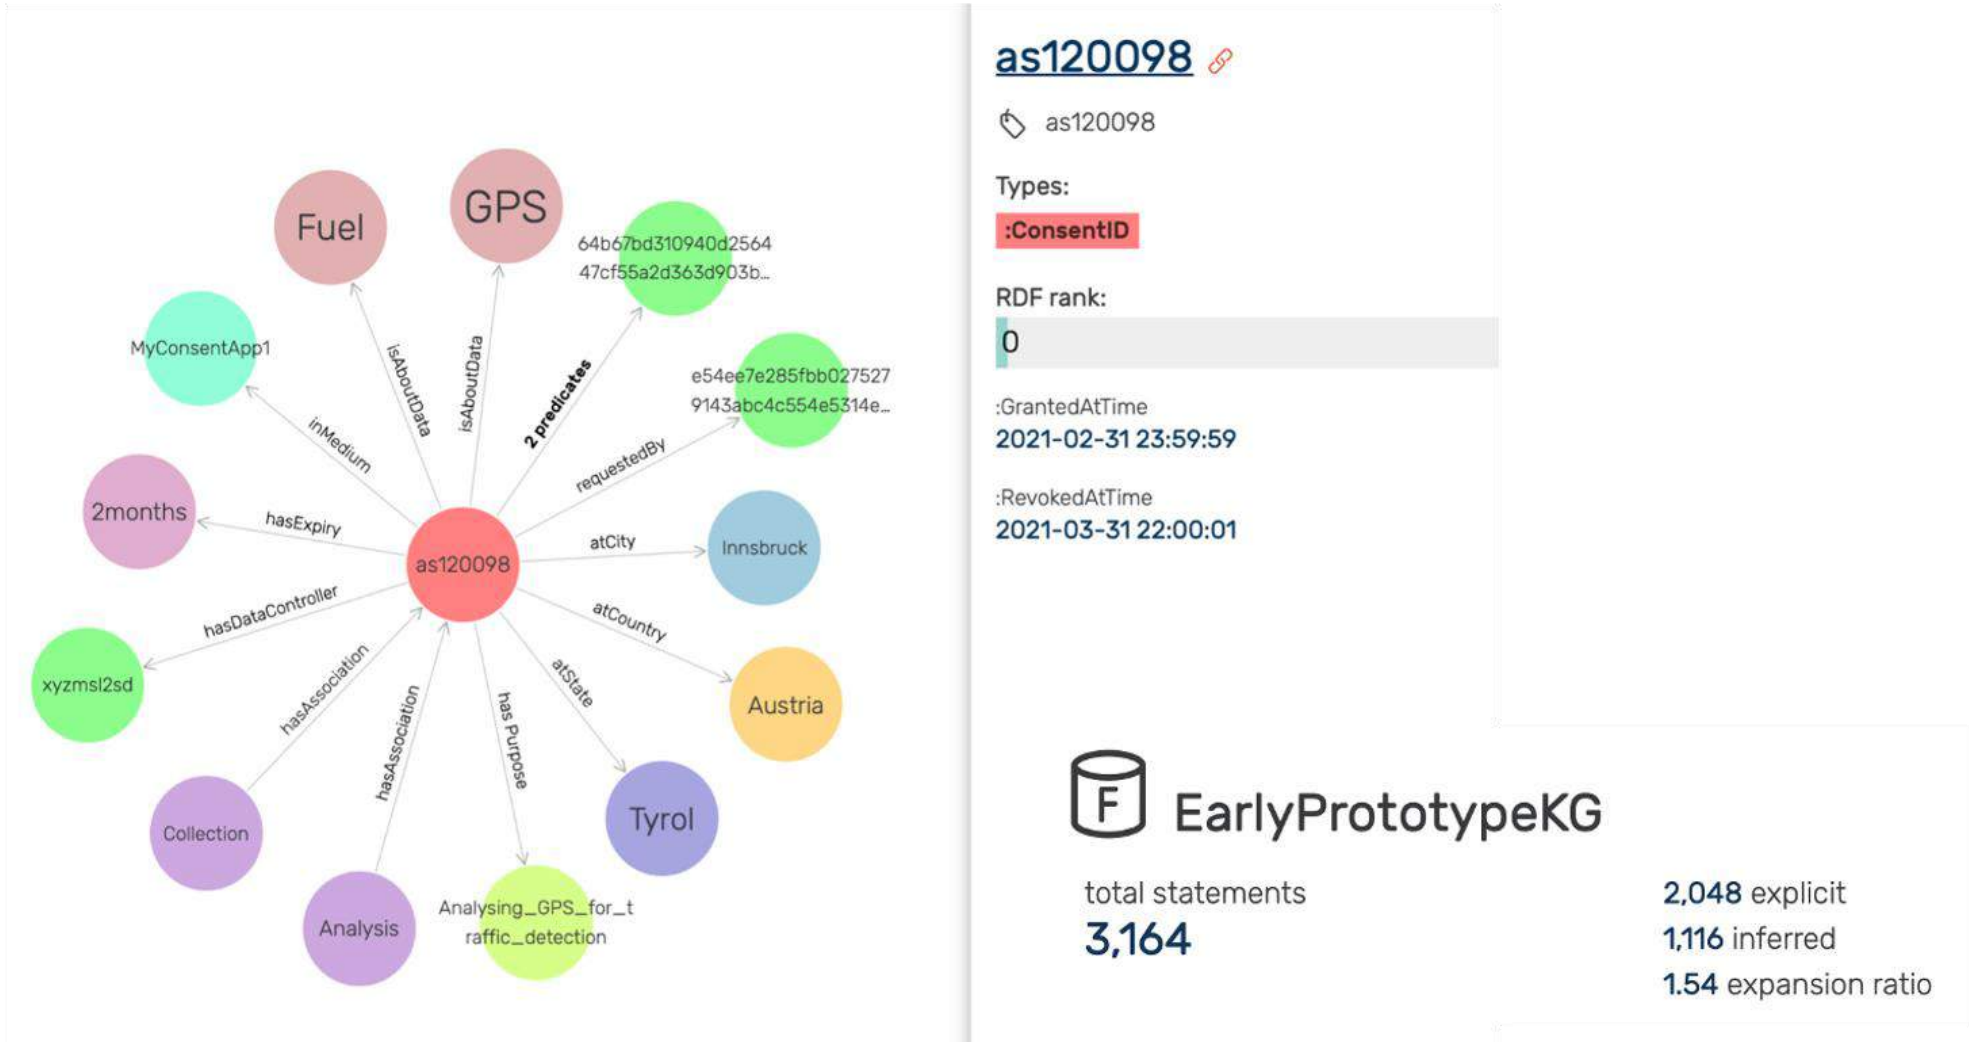 Fuel
GPS
64b67bd310940d2564
47cf55a2d363d903b…
MyConsentApp1
e54ee7e285fbb027527
9143abc4c554e5314e…
isAboutData
isAboutData
2 predicates
inMedium
requestedBy
2months
hasExpiry
atCity
Innsbruck
as120098
hasDataController
atCountry
xyzmsl2sd
hasAssociation
hasAssociation
has Purpose
atState
Austria
Collection
Tyrol
Analysis
Analysing_GPS_for_t
raffic_detection
as120098
as120098
Types:
:ConsentID
RDF rank:
0
:GrantedAtTime
2021-02-31 23:59:59
:RevokedAtTime
2021-03-31 22:00:01
F
EarlyPrototypeKG
total statements
3,164
2,048 explicit
1,116 inferred
1.54 expansion ratio